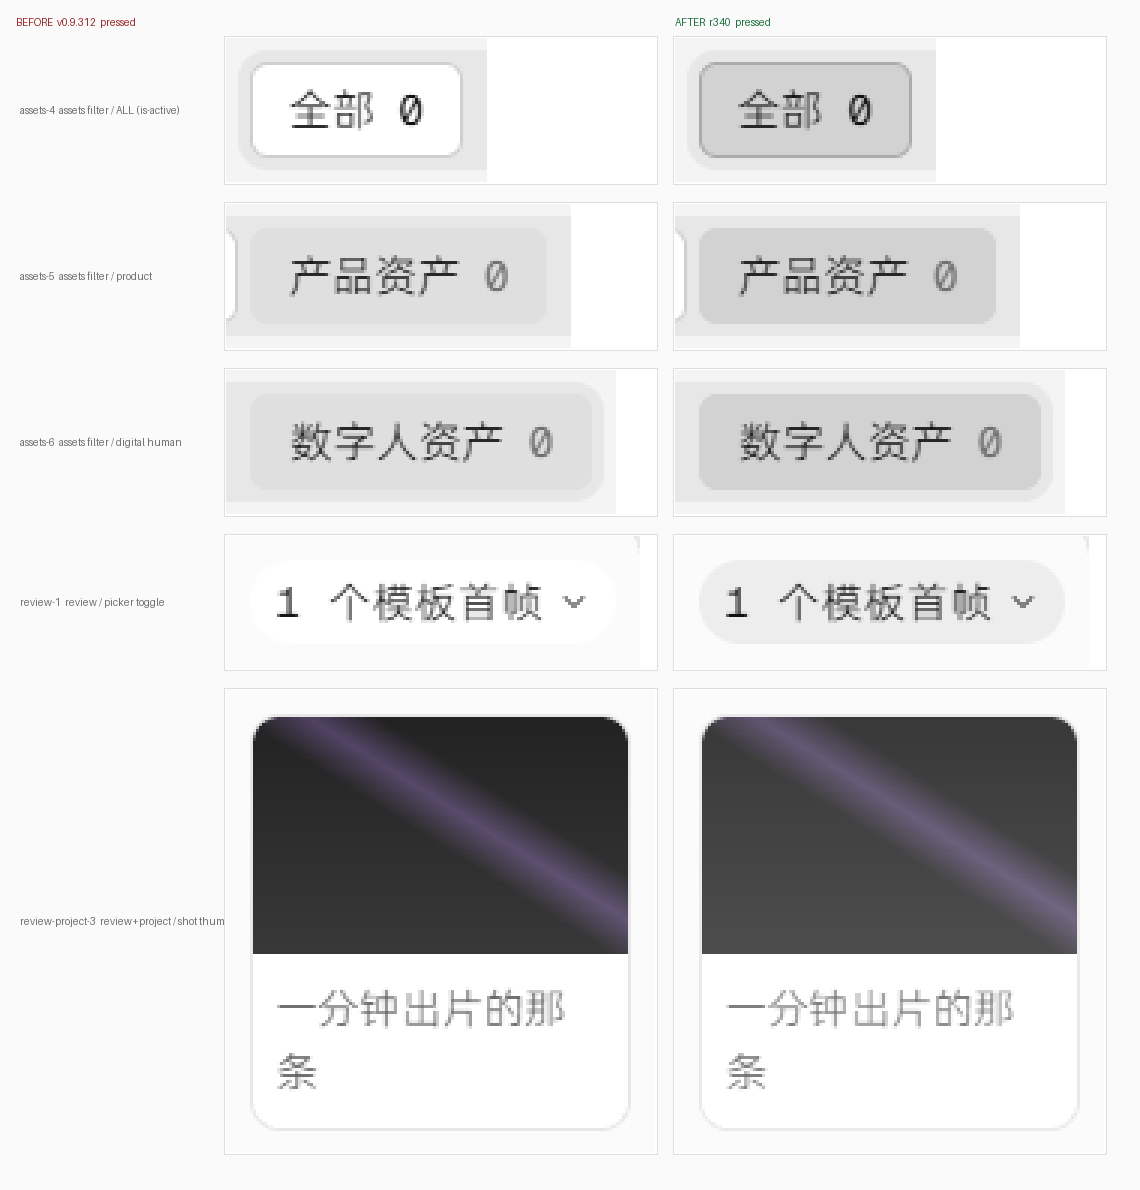 BEFORE v0.9.312 pressed
AFTER r340 pressed
assets-4 assets filter / ALL (is-active)
全部 0
全部 0
assets-5 assets filter / product
产品资产 0
产品资产 0
assets-6 assets filter / digital human
数字人资产 0
数字人资产 0
review-1 review / picker toggle
1 个模板首帧
1 个模板首帧
review-project-3 review+project / shot thum
一分钟出片的那
条
一分钟出片的那
条